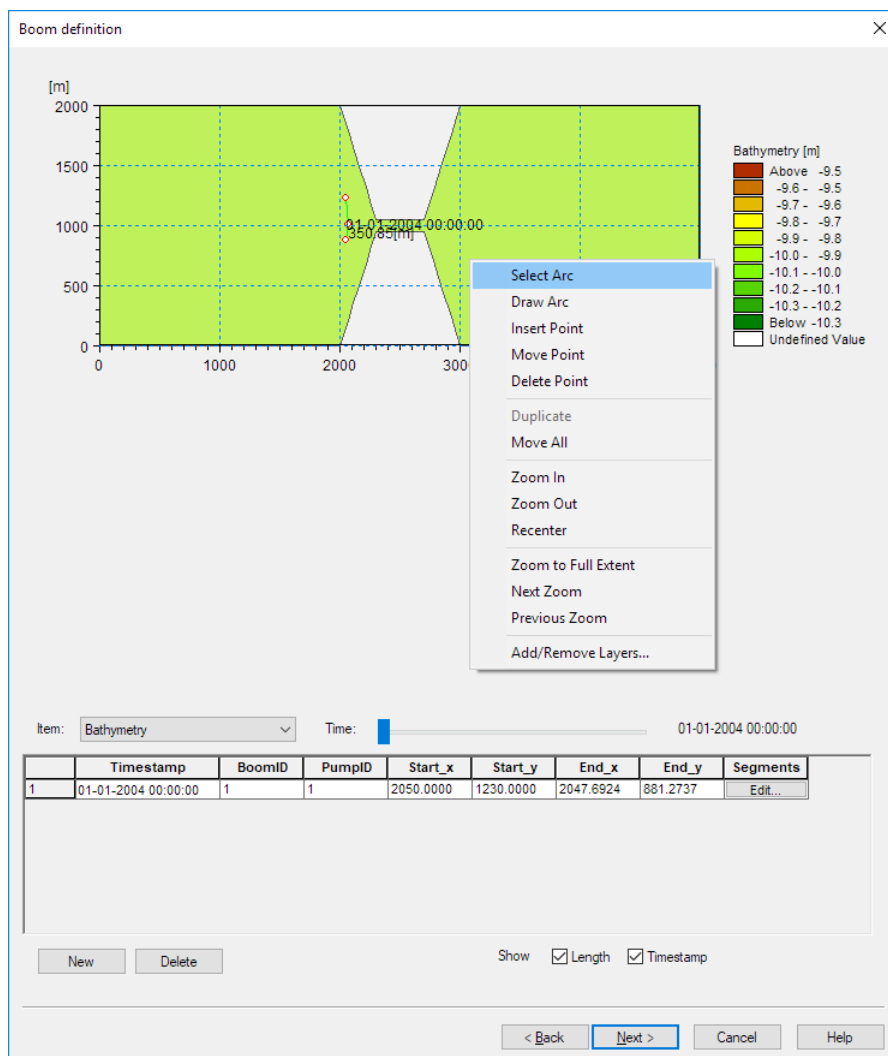 Boom definition
[m]
2000
1500
1000
500
0
0
1000
2000
01-01-2004 00:00:00
350.85[m]
Bathymetry [m]
Above -9.5
-9.6 - -9.5
-9.7 - -9.6
-9.8 - -9.7
-9.9 - -9.8
-10.0 - -9.9
-10.1 - -10.0
-10.2 - -10.1
-10.3 - -10.2
Below -10.3
Undefined Value
Select Arc
Draw Arc
Insert Point
Move Point
Delete Point
Duplicate
Move All
Zoom In
Zoom Out
Recenter
Zoom to Full Extent
Next Zoom
Previous Zoom
Add/Remove Layers...
Item: Bathymetry Time: 01-01-2004 00:00:00
Timestamp BoomID PumpID Start_x Start_y End_x End_y Segments
1 01-01-2004 00:00:00 1 1 2050.0000 1230.0000 2047.6924 881.2737 Edit...
New Delete Show Length Timestamp
< Back Next > Cancel Help